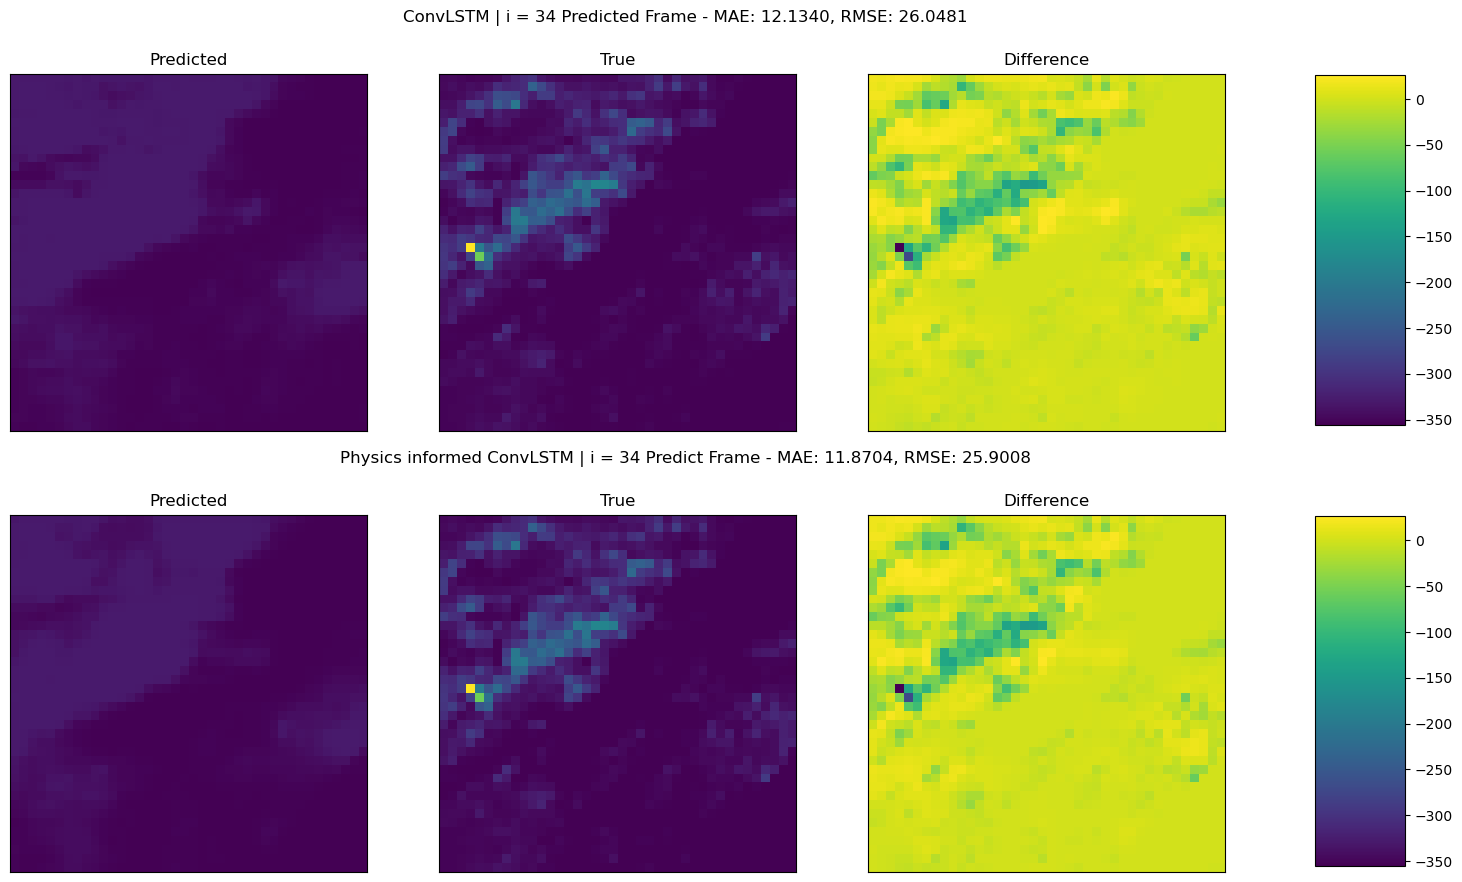 ConvLSTM | i = 34 Predicted Frame - MAE: 12.1340, RMSE: 26.0481
Predicted
True
Difference
0
−50
−100
−150
−200
−250
−300
−350
Physics informed ConvLSTM | i = 34 Predict Frame - MAE: 11.8704, RMSE: 25.9008
Predicted
True
Difference
0
−50
−100
−150
−200
−250
−300
−350